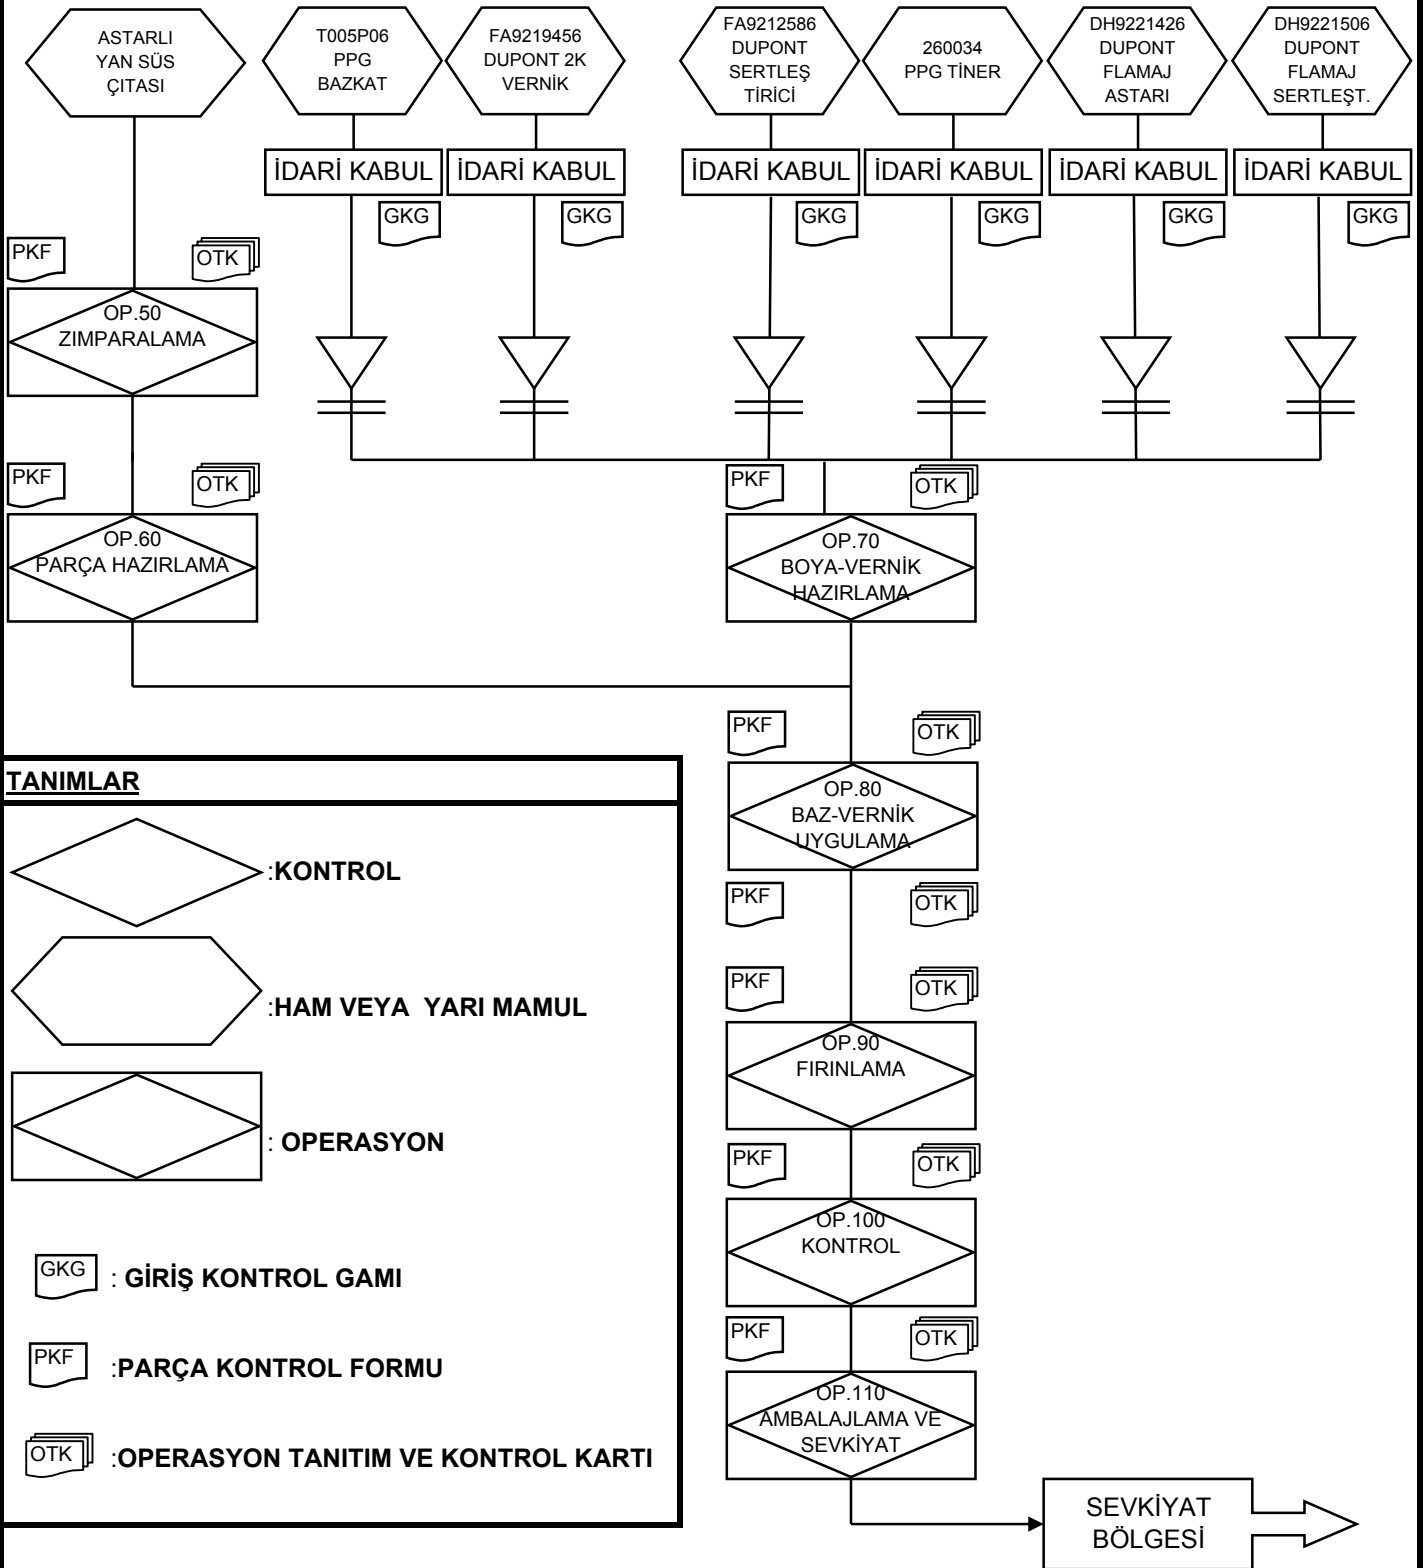 ASTARLI
YAN SÜS
ÇITASI
T005P06
PPG
BAZKAT
FA9219456
DUPONT 2K
VERNİK
FA9212586
DUPONT
SERTLEŞ
TİRİCİ
260034
PPG TİNER
DH9221426
DUPONT
FLAMAJ
ASTARI
DH9221506
DUPONT
FLAMAJ
SERTLEŞT.
İDARİ KABUL
İDARİ KABUL
İDARİ KABUL
İDARİ KABUL
İDARİ KABUL
İDARİ KABUL
GKG
GKG
GKG
GKG
GKG
GKG
PKF
OTK
OP.50
ZIMPARALAMA
PKF
OTK
OP.60
PARÇA HAZIRLAMA
PKF
OTK
OP.70
BOYA-VERNİK
HAZIRLAMA
PKF
OTK
OP.80
BAZ-VERNİK
UYGULAMA
PKF
OTK
PKF
OTK
OP.90
FIRINLAMA
PKF
OTK
OP.100
KONTROL
PKF
OTK
OP.110
AMBALAJLAMA VE
SEVKİYAT
SEVKİYAT
BÖLGESİ
TANIMLAR
:KONTROL
:HAM VEYA YARI MAMUL
: OPERASYON
GKG : GİRİŞ KONTROL GAMI
PKF :PARÇA KONTROL FORMU
OTK :OPERASYON TANITIM VE KONTROL KARTI